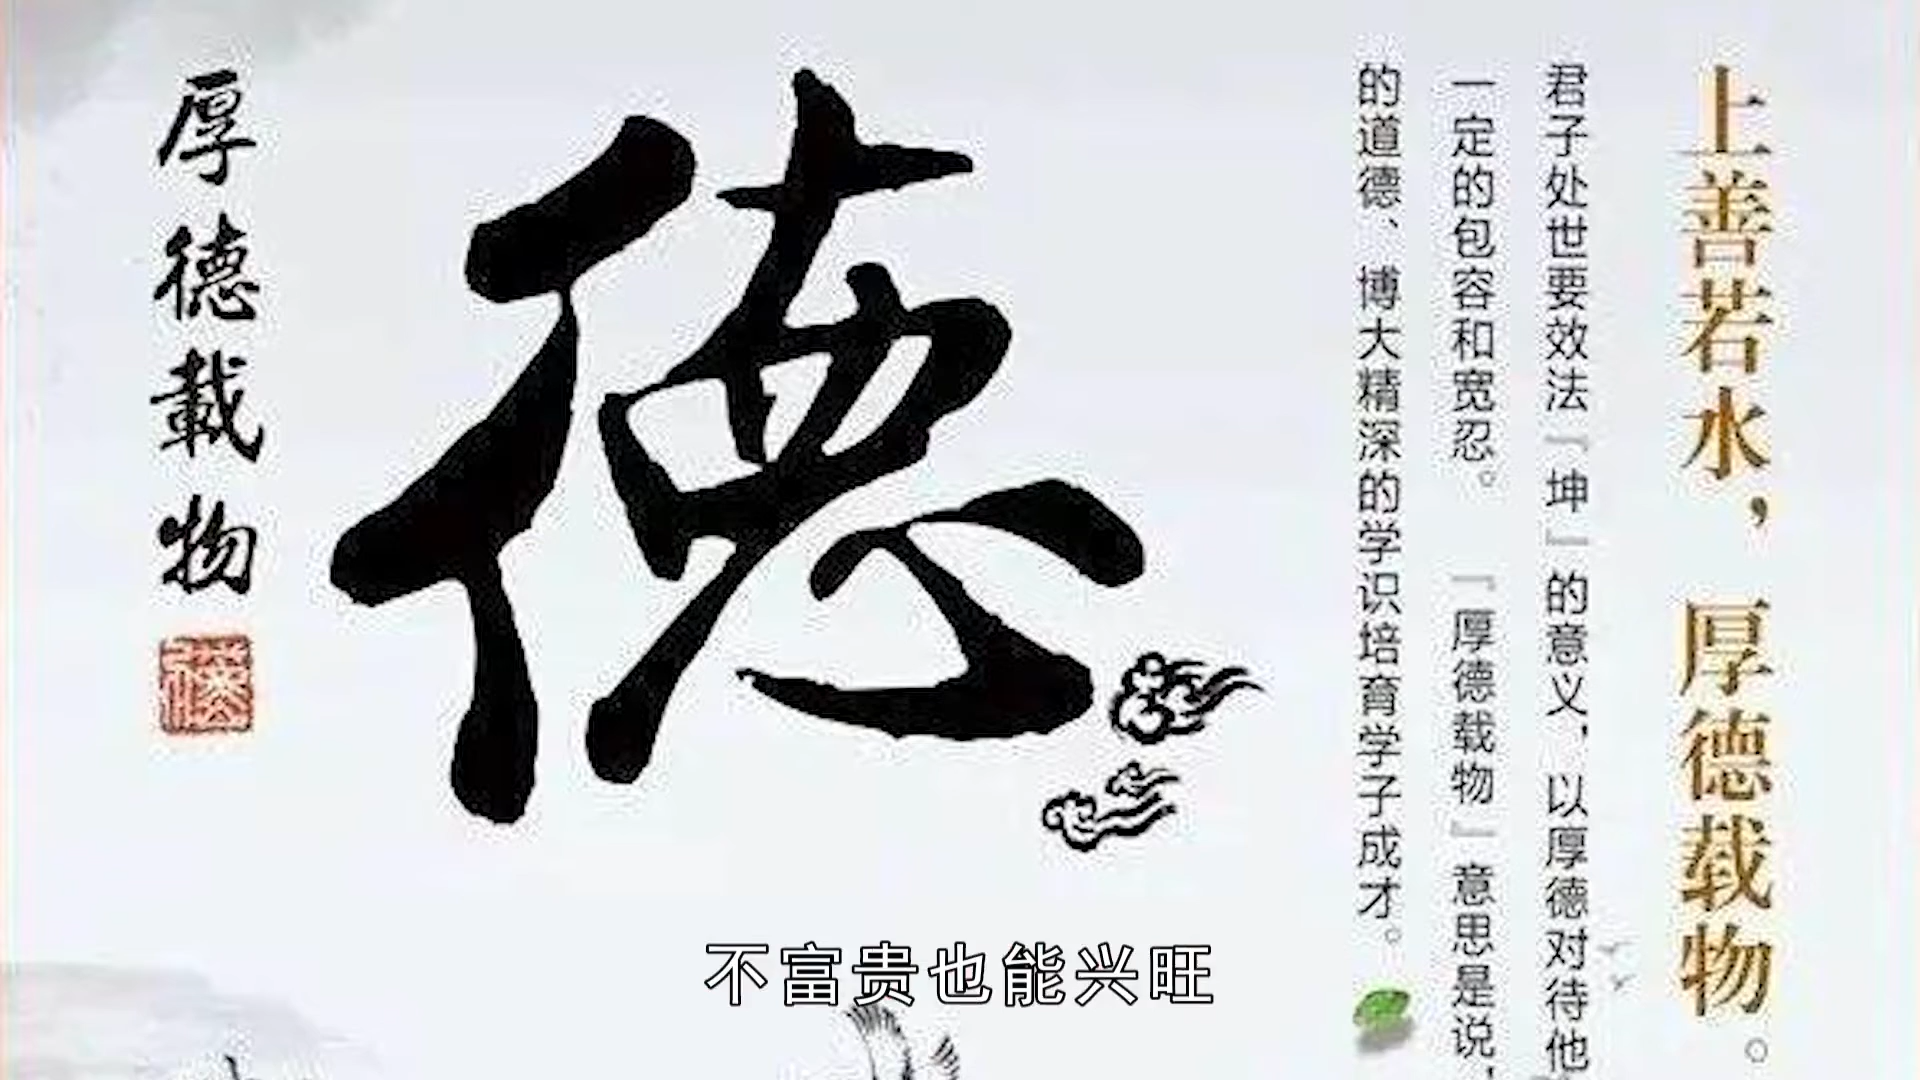 上善若水，厚德载物。
君子处世要效法『坤』的意义，以厚德对待他
一定的包容和宽忍。『厚德载物』意思是说，
的道德、博大精深的学识培育学子成才。
德
厚德載物
不富贵也能兴旺